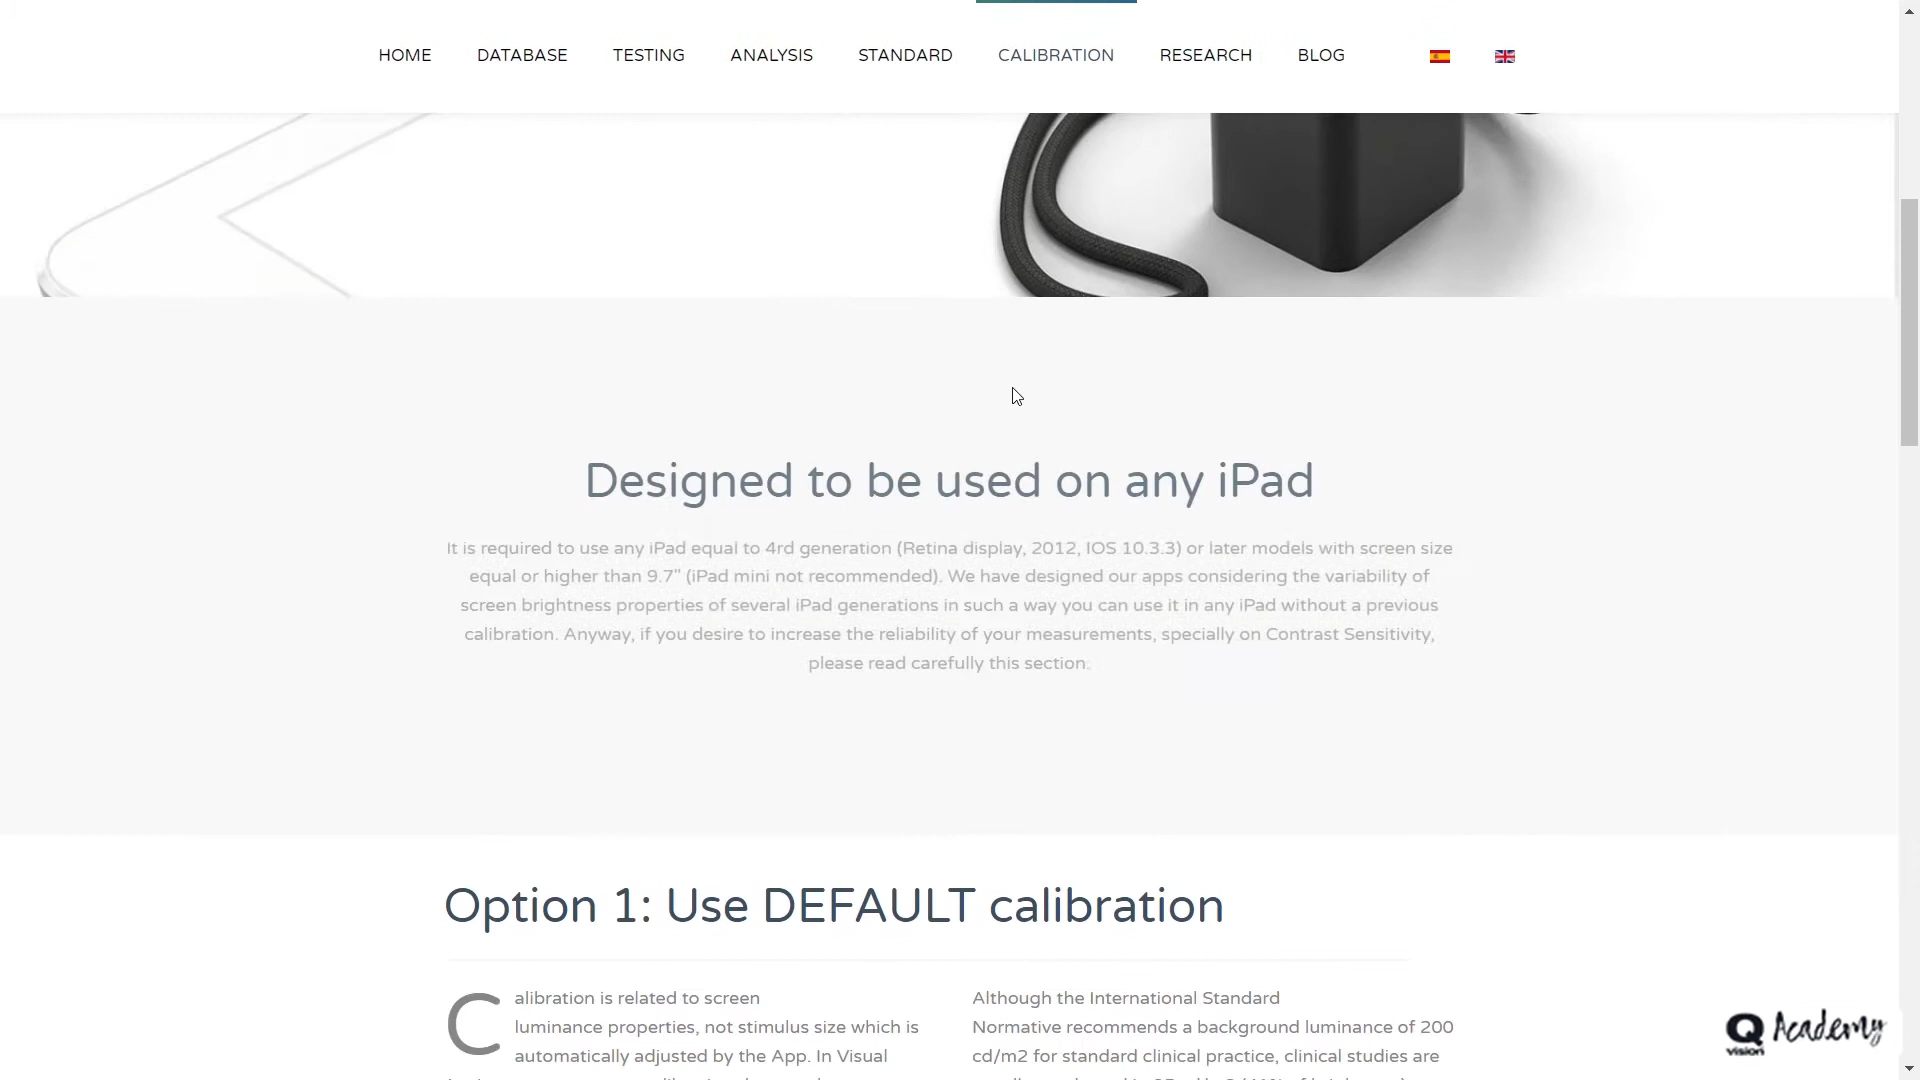 HOME DATABASE TESTING ANALYSIS STANDARD CALIBRATION RESEARCH BLOG
Designed to be used on any iPad
It is required to use any iPad equal to 4rd generation (Retina display, 2012, IOS 10.3.3) or later models with screen size
equal or higher than 9.7" (iPad mini not recommended). We have designed our apps considering the variability of
screen brightness properties of several iPad generations in such a way you can use it in any iPad without a previous
calibration. Anyway, if you desire to increase the reliability of your measurements, specially on Contrast Sensitivity,
please read carefully this section.
Option 1: Use DEFAULT calibration
Calibration is related to screen
luminance properties, not stimulus size which is
automatically adjusted by the App. In Visual
Although the International Standard
Normative recommends a background luminance of 200
cd/m2 for standard clinical practice, clinical studies are
Q vision Academy